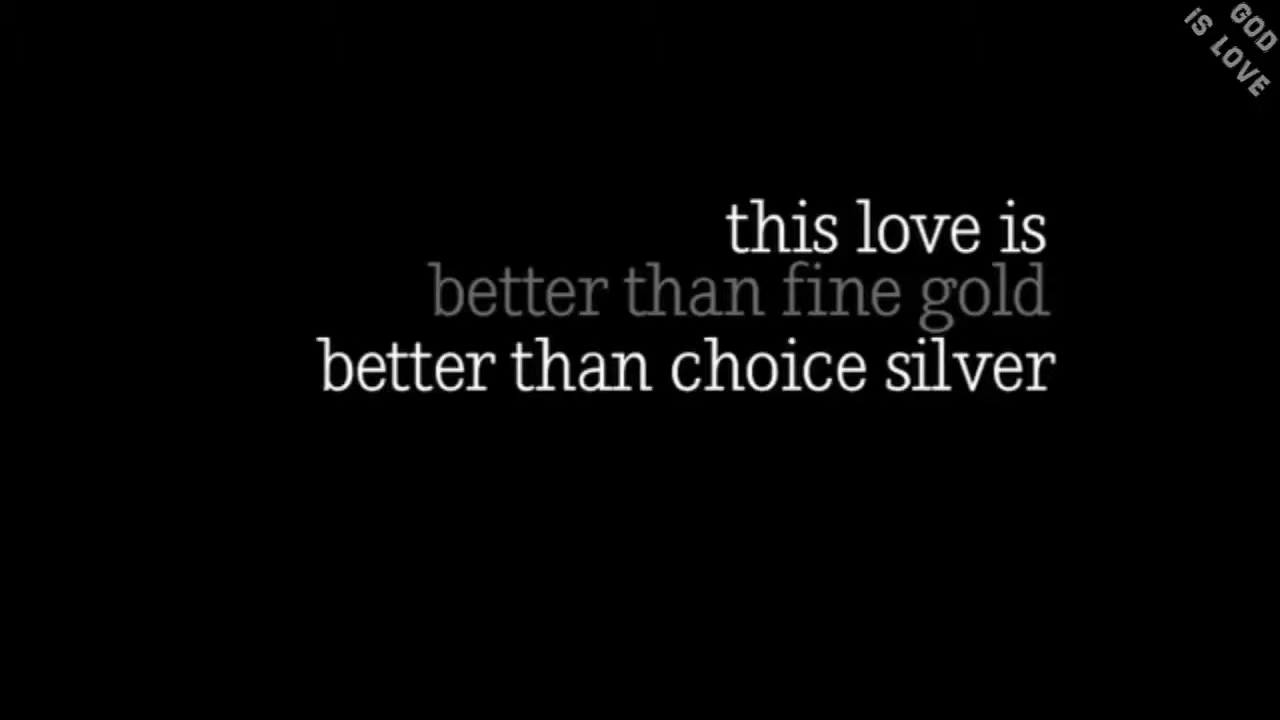 GOD
iS LOVE
this love is
better than fine gold
better than choice silver